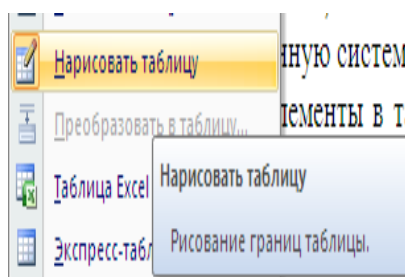 Нарисовать таблицу
нную систем
Преобразовать в таблицу...
лементы в т
Таблица Excel
Нарисовать таблицу
Экспресс-табл
Рисование границ таблицы.